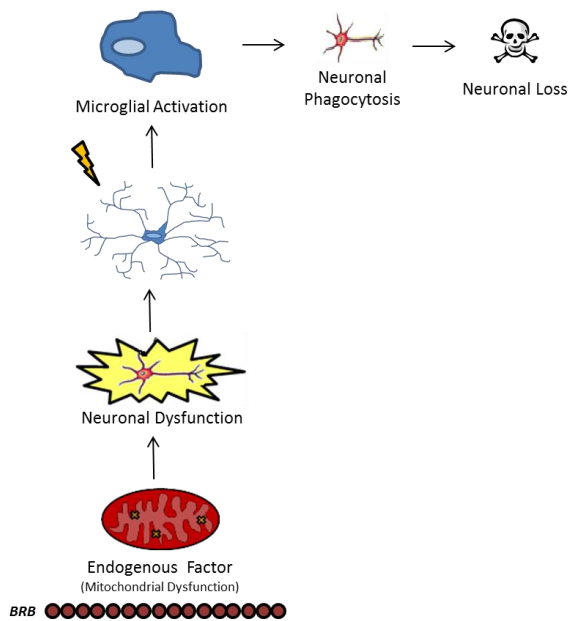 Microglial Activation
Neuronal
Phagocytosis
Neuronal Loss
Neuronal Dysfunction
Endogenous Factor
(Mitochondrial Dysfunction)
BRB